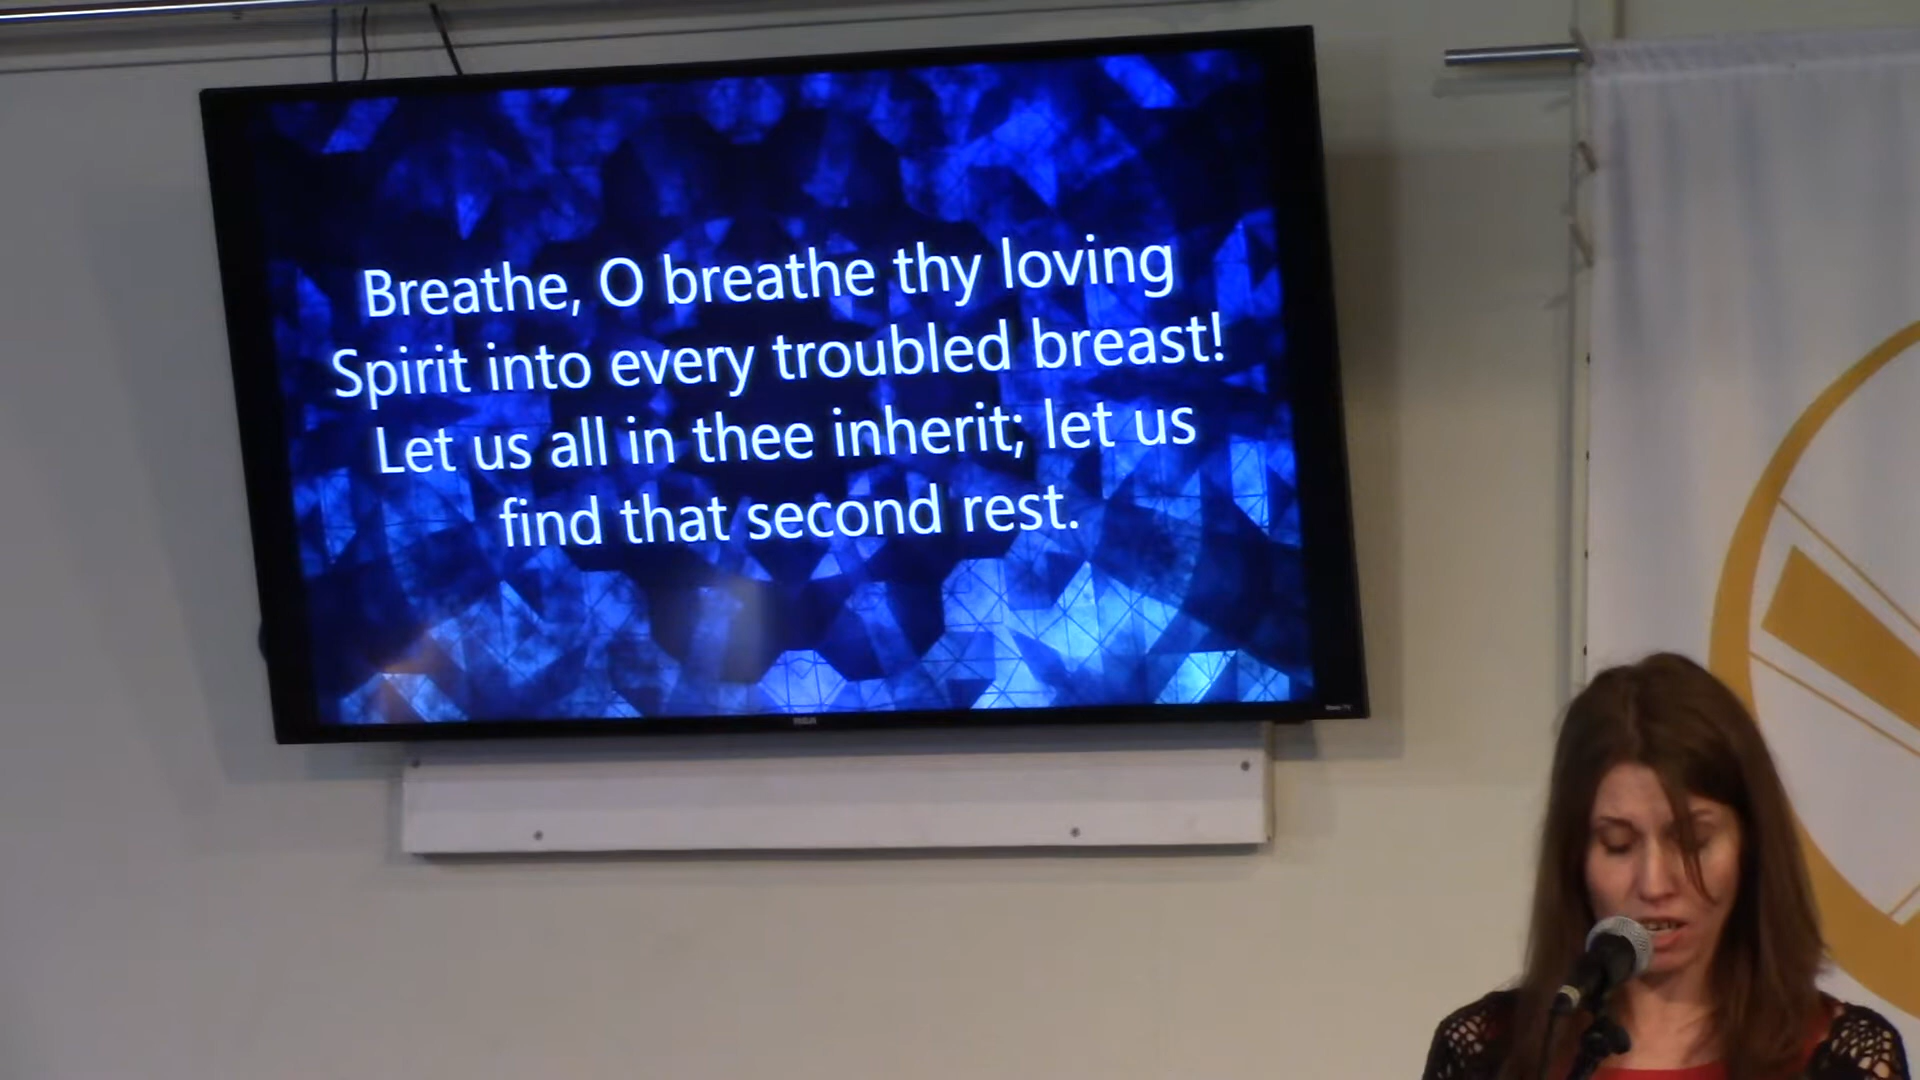 Breathe, O breathe thy loving
Spirit into every troubled breast!
Let us all in thee inherit; let us
find that second rest.
RCA